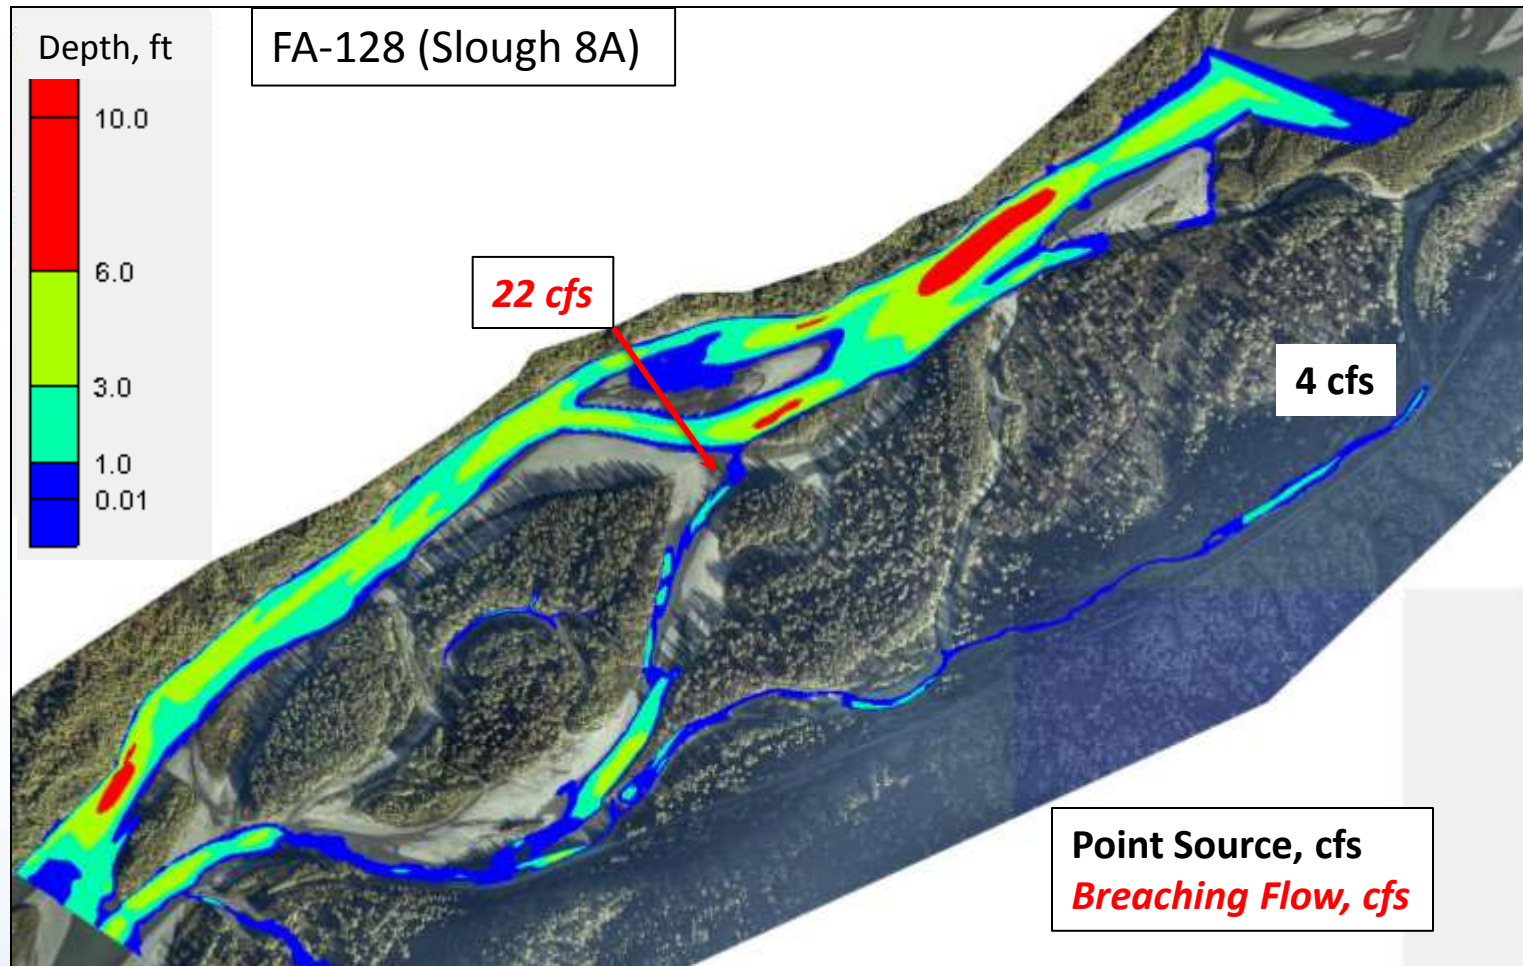 Depth, ft
FA-128 (Slough 8A)
10.0
6.0
3.0
1.0
0.01
22 cfs
4 cfs
Point Source, cfs
Breaching Flow, cfs